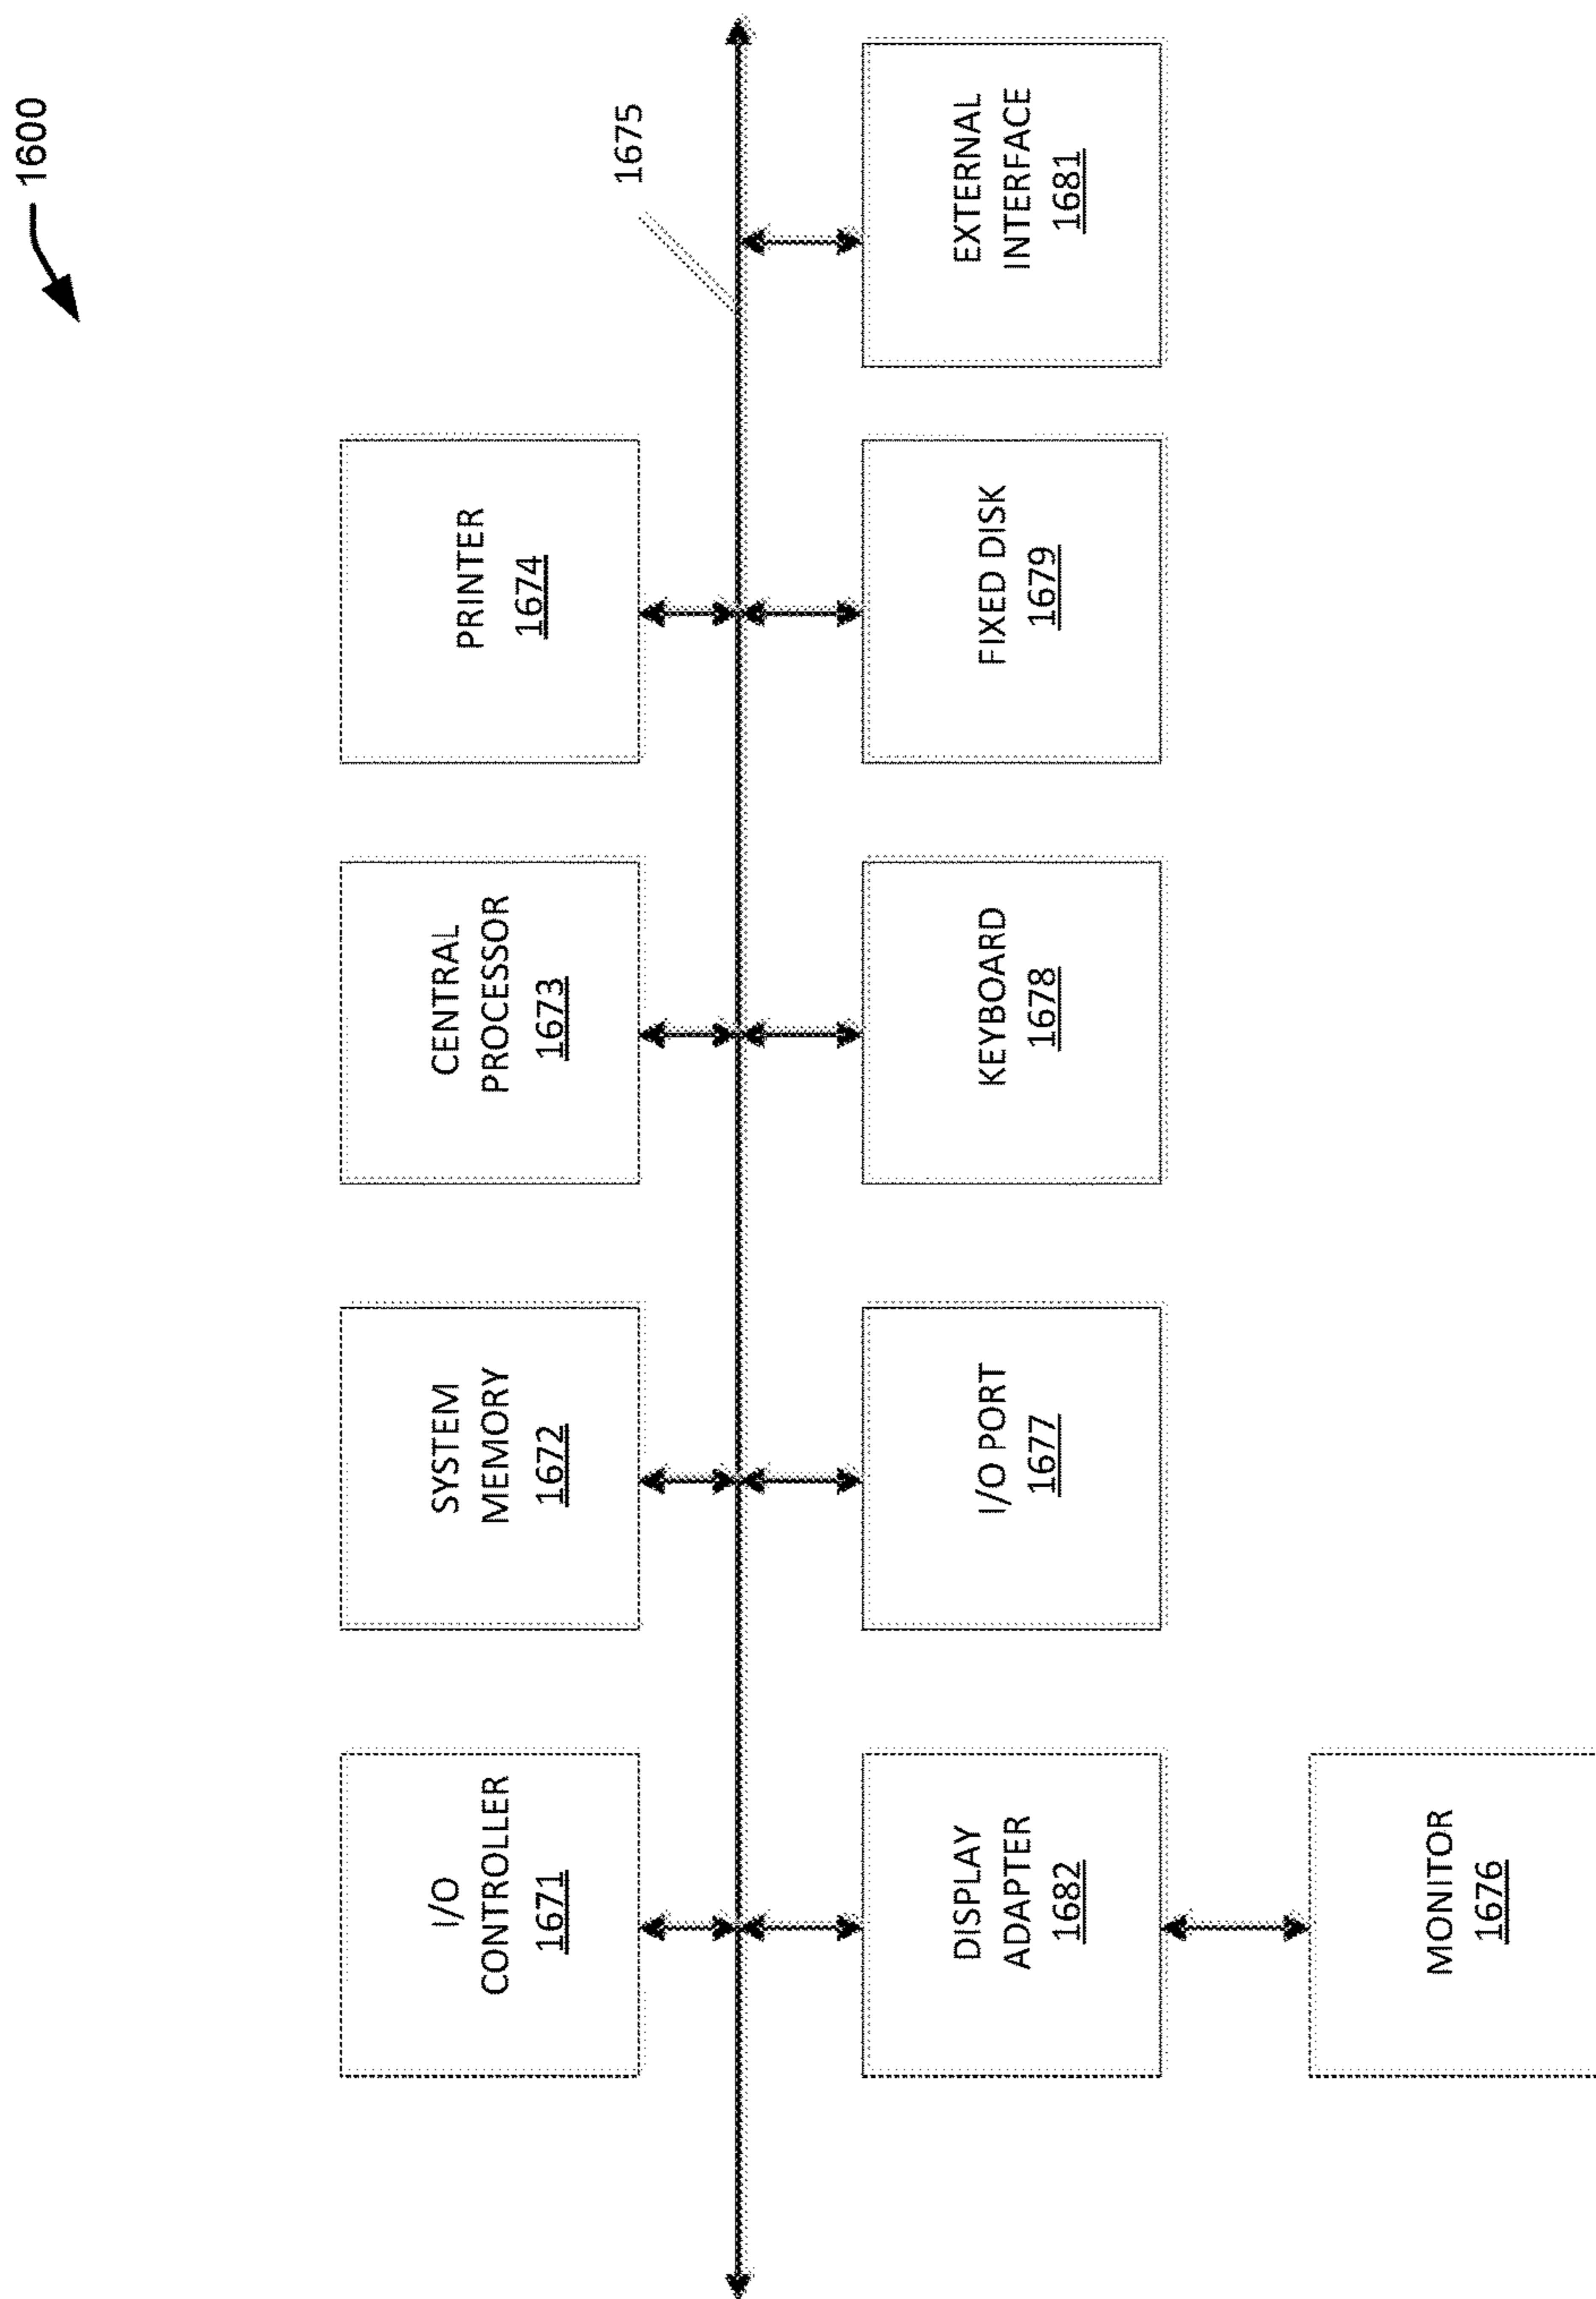 1600
1675
I/O
CONTROLLER
1671
SYSTEM
MEMORY
1672
CENTRAL
PROCESSOR
1673
PRINTER
1674
DISPLAY
ADAPTER
1682
I/O PORT
1677
KEYBOARD
1678
FIXED DISK
1679
EXTERNAL
INTERFACE
1681
MONITOR
1676